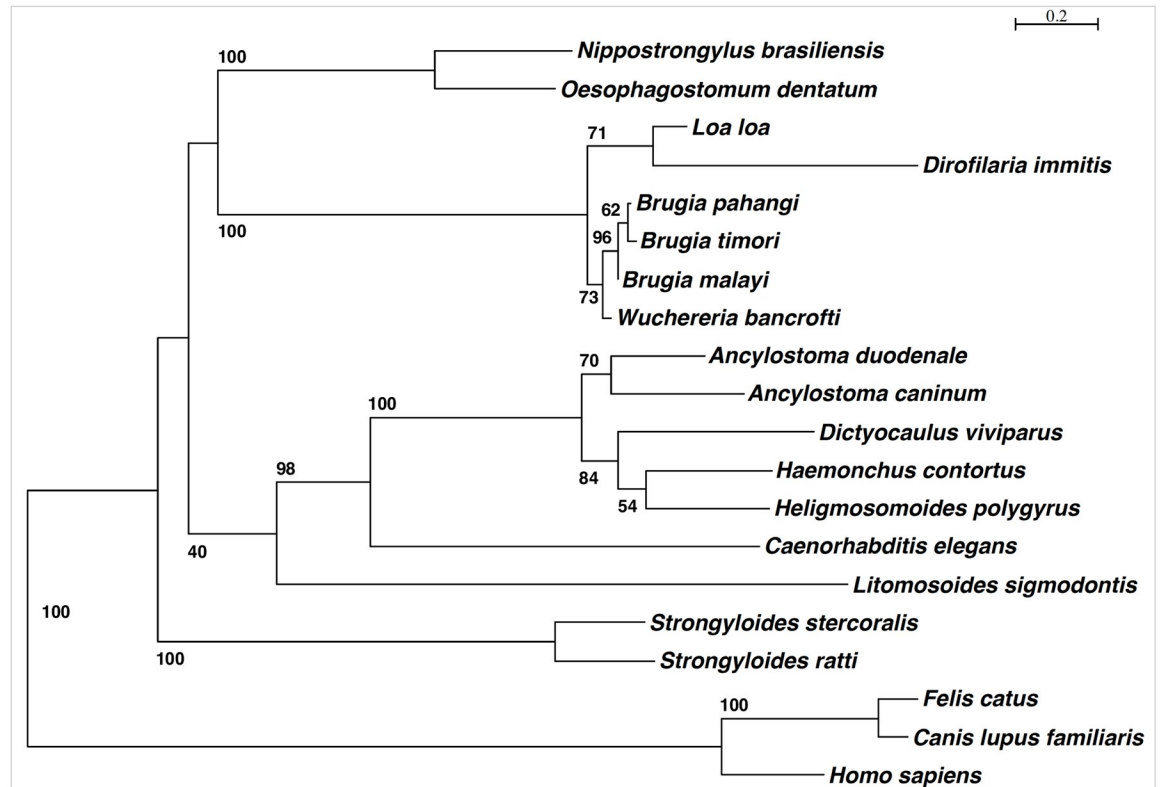 0.2
100
Nippostrongylus brasiliensis
Oesophagostomum dentatum
71
Loa loa
Dirofilaria immitis
62
Brugia pahangi
100
96
Brugia timori
Brugia malayi
73
Wuchereria bancrofti
70
Ancylostoma duodenale
Ancylostoma caninum
100
Dictyocaulus viviparus
98
Haemonchus contortus
84
54
Heligmosomoides polygyrus
40
Caenorhabditis elegans
Litomosoides sigmodontis
100
Strongyloides stercoralis
100
Strongyloides ratti
100
Felis catus
Canis lupus familiaris
Homo sapiens